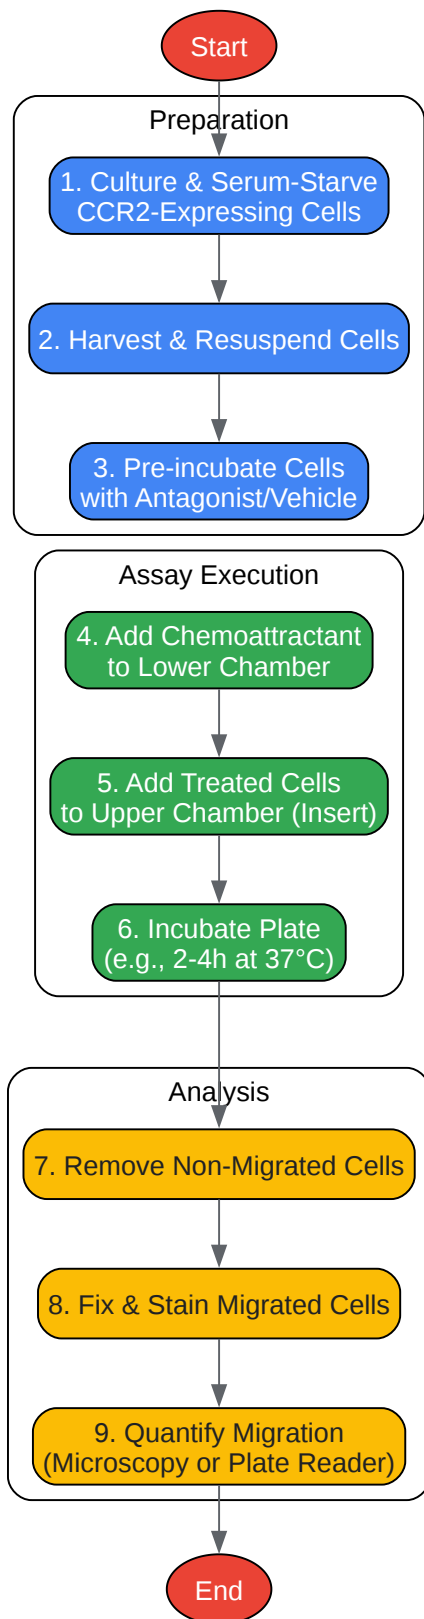 Start
Preparation
1. Culture & Serum-Starve
CCR2-Expressing Cells
2. Harvest & Resuspend Cells
3. Pre-incubate Cells
with Antagonist/Vehicle
Assay Execution
4. Add Chemoattractant
to Lower Chamber
5. Add Treated Cells
to Upper Chamber (Insert)
6. Incubate Plate
(e.g., 2-4h at 37°C)
Analysis
7. Remove Non-Migrated Cells
8. Fix & Stain Migrated Cells
9. Quantify Migration
(Microscopy or Plate Reader)
End